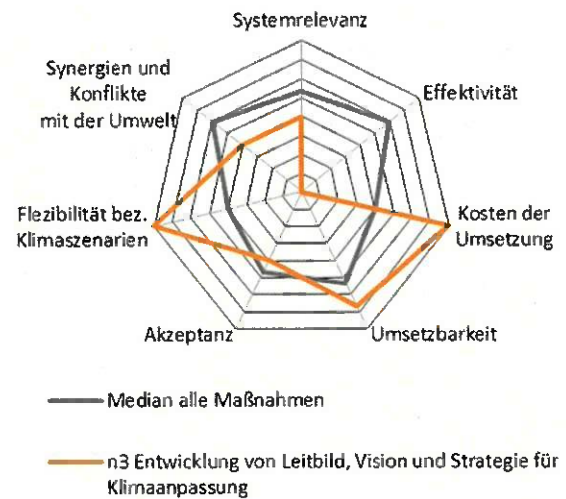 Systemrelevanz
Synergien und
Konflikte
mit der Umwelt
Effektivität
Flezibilität bez.
Klimaszenarien
Kosten der
Umsetzung
Akzeptanz
Umsetzbarkeit
Median alle Maßnahmen
n3 Entwicklung von Leitbild, Vision und Strategie für
Klimaanpassung